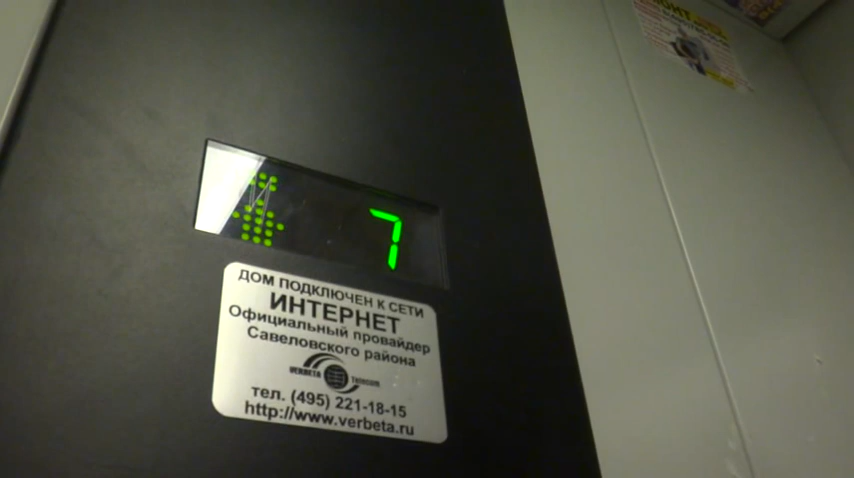 7
ДОМ ПОДКЛЮЧЕН К СЕТИ
ИНТЕРНЕТ
Официальный провайдер
Савеловского района
VERBETA TELECOM
тел. (495) 221-18-15
http://www.verbeta.ru